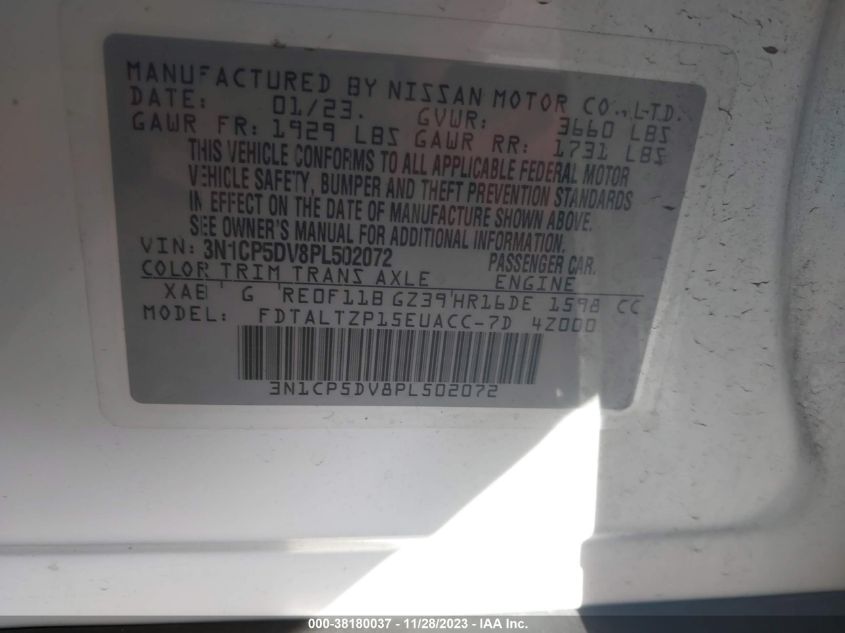 MANUFACTURED BY NISSAN MOTOR CO., LTD.
DATE: 01/23. GVWR: 3660 LBS
GAWR FR: 1929 LBS GAWR RR: 1731 LBS
THIS VEHICLE CONFORMS TO ALL APPLICABLE FEDERAL MOTOR
VEHICLE SAFETY, BUMPER AND THEFT PREVENTION STANDARDS
IN EFFECT ON THE DATE OF MANUFACTURE SHOWN ABOVE.
SEE OWNER'S MANUAL FOR ADDITIONAL INFORMATION.
VIN: 3N1CP5DV8PL502072 PASSENGER CAR.
COLOR TRIM TRANS AXLE ENGINE
XAB G RE0F11B GZ39 HR16DE 1598 CC
MODEL: FDTALTZP15EUACC-7D 4Z000
3N1CP5DV8PL502072
000-38180037 - 11/28/2023 - IAA Inc.